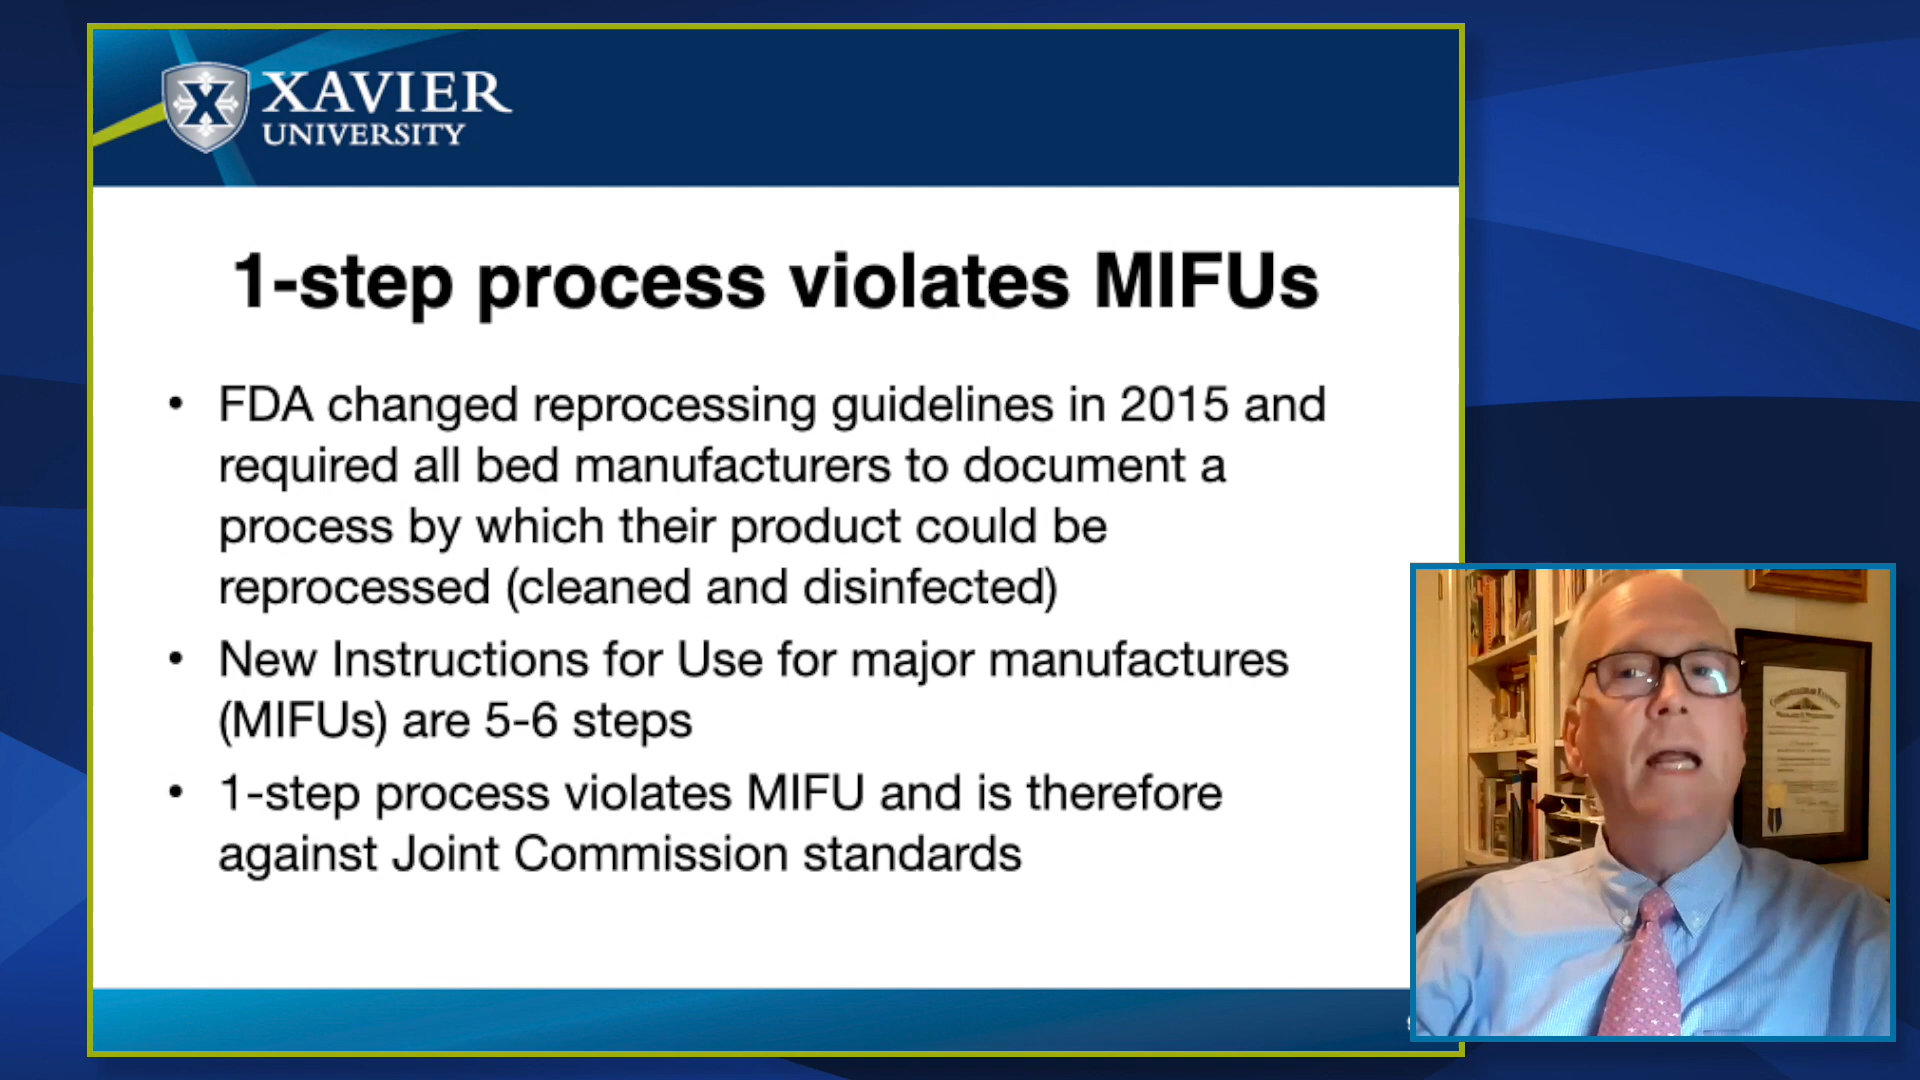 XAVIER
UNIVERSITY
1-step process violates MIFUs
• FDA changed reprocessing guidelines in 2015 and
required all bed manufacturers to document a
process by which their product could be
reprocessed (cleaned and disinfected)
• New Instructions for Use for major manufactures
(MIFUs) are 5-6 steps
• 1-step process violates MIFU and is therefore
against Joint Commission standards